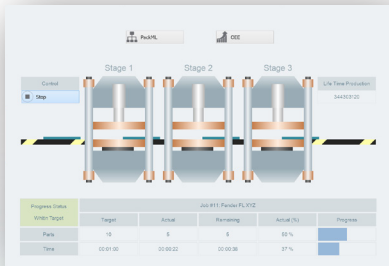 PackML
OEE
Stage 1
Stage 2
Stage 3
Control
Stop
Life Time Production
344303120
Progress Status
Within Target
Job #11: Fender FL XYZ
Target
Actual
Remaining
Actual (%)
Progress
Parts
10
5
5
50 %
Time
00:01:00
00:00:22
00:00:38
37 %